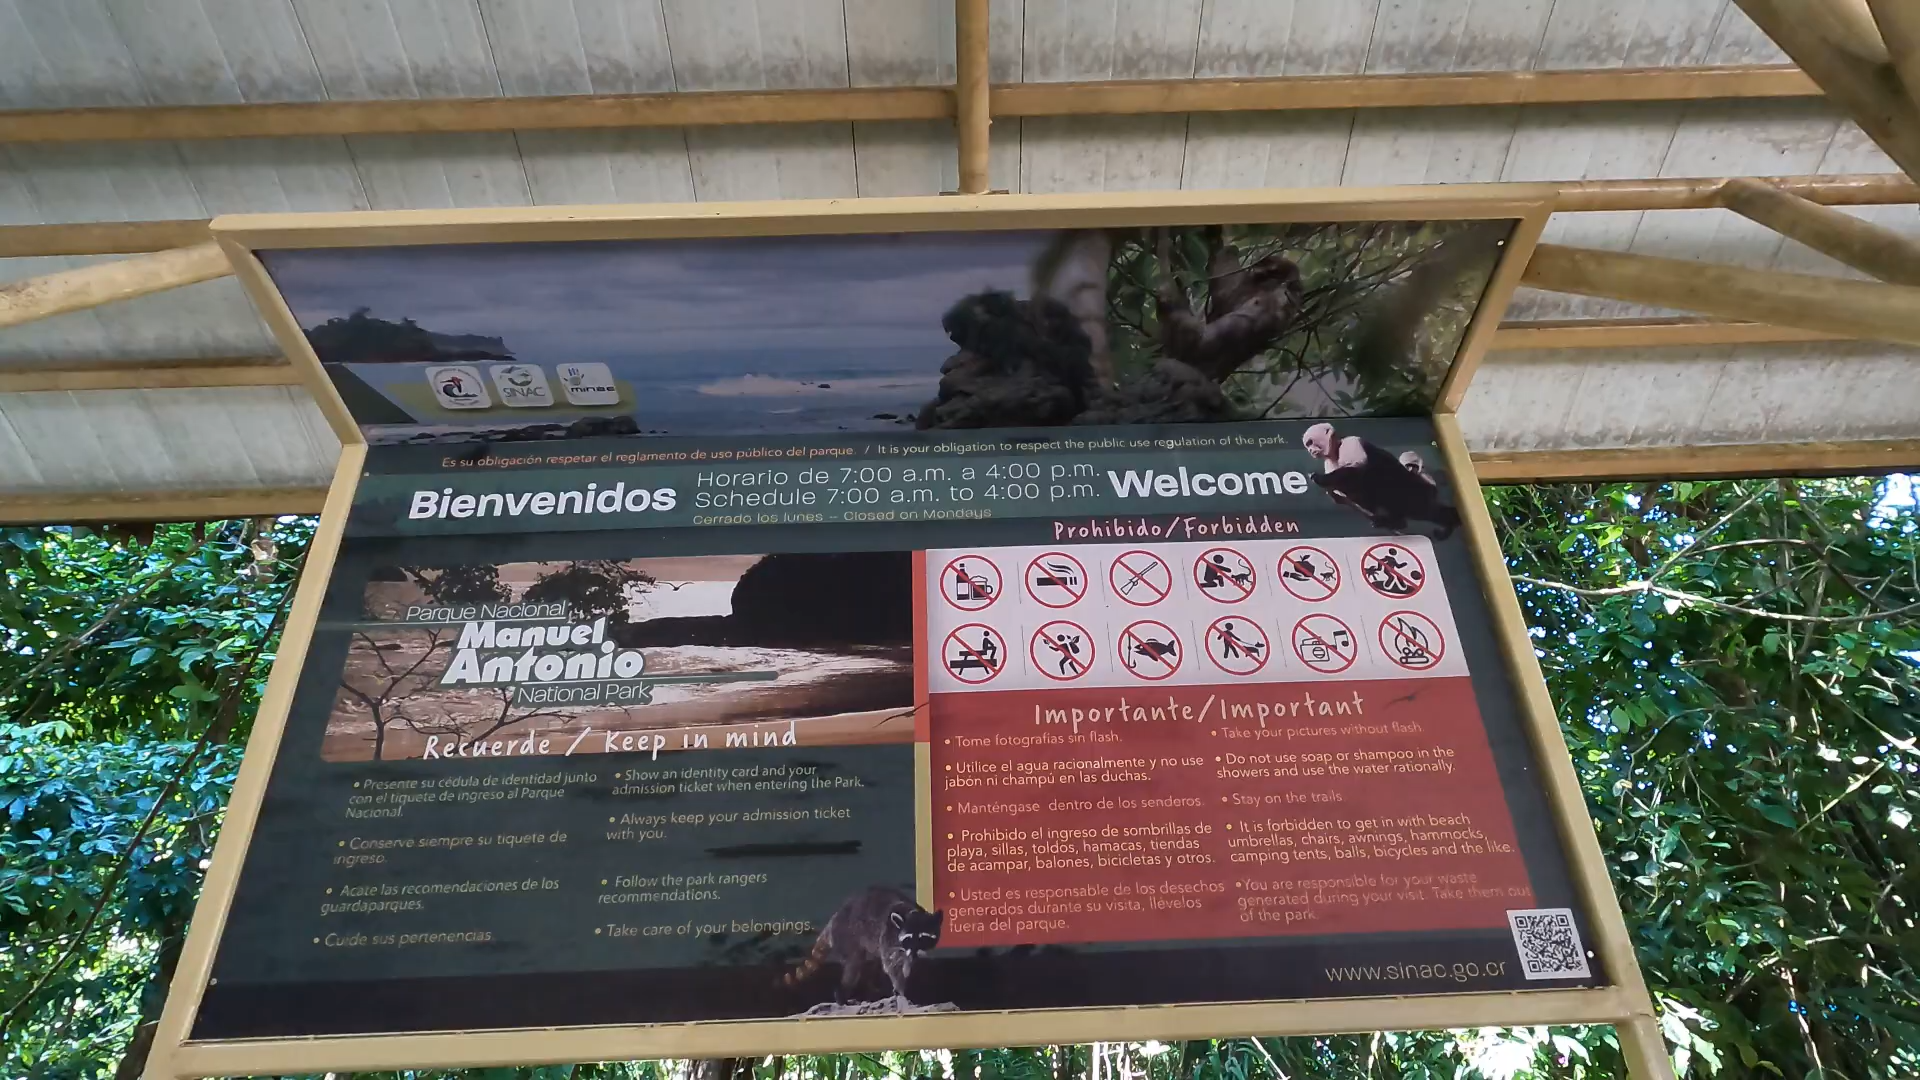 SINAC
minae
Es su obligación respetar el reglamento de uso público del parque. / It is your obligation to respect the public use regulation of the park.
Bienvenidos
Horario de 7:00 a.m. a 4:00 p.m.
Schedule 7:00 a.m. to 4:00 p.m.
Cerrado los lunes – Closed on Mondays
Welcome
Prohibido/Forbidden
Parque Nacional
Manuel
Antonio
National Park
Recuerde / Keep in mind
• Presente su cédula de identidad junto
con el tiquete de ingreso al Parque
Nacional.
• Conserve siempre su tiquete de
ingreso.
• Acate las recomendaciones de los
guardaparques.
• Cuide sus pertenencias
• Show an identity card and your
admission ticket when entering the Park.
• Always keep your admission ticket
with you.
• Follow the park rangers
recommendations.
• Take care of your belongings.
Importante/Important
• Tome fotografías sin flash.
• Utilice el agua racionalmente y no use
jabón ni champú en las duchas.
• Manténgase dentro de los senderos.
• Prohibido el ingreso de sombrillas de
playa, sillas, toldos, hamacas, tiendas
de acampar, balones, bicicletas y otros.
• Usted es responsable de los desechos
generados durante su visita, llévelos
fuera del parque.
• Take your pictures without flash.
• Do not use soap or shampoo in the
showers and use the water rationally.
• Stay on the trails
• It is forbidden to get in with beach
umbrellas, chairs, awnings, hammocks,
camping tents, balls, bicycles and the like.
•You are responsible for your waste
generated during your visit. Take them out
of the park.
www.sinac.go.cr